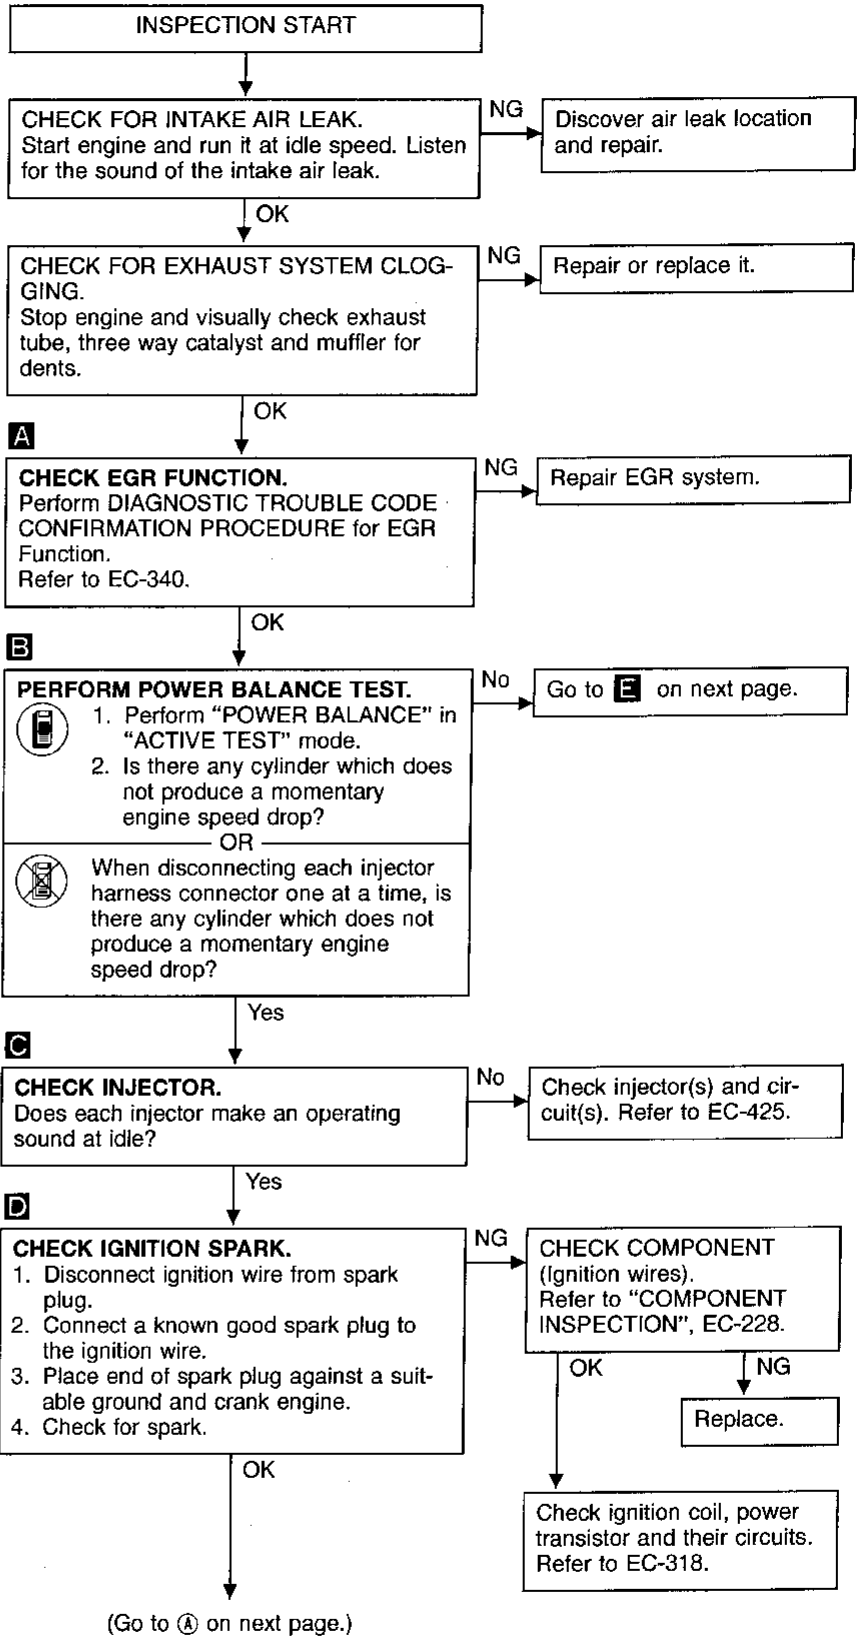 INSPECTION START
CHECK FOR INTAKE AIR LEAK.
Start engine and run it at idle speed. Listen
for the sound of the intake air leak.
NG
Discover air leak location
and repair.
OK
CHECK FOR EXHAUST SYSTEM CLOG-
GING.
Stop engine and visually check exhaust
tube, three way catalyst and muffler for
dents.
NG
Repair or replace it.
OK
A
CHECK EGR FUNCTION.
Perform DIAGNOSTIC TROUBLE CODE
CONFIRMATION PROCEDURE for EGR
Function.
Refer to EC-340.
NG
Repair EGR system.
OK
B
PERFORM POWER BALANCE TEST.
1. Perform “POWER BALANCE” in
“ACTIVE TEST” mode.
2. Is there any cylinder which does
not produce a momentary
engine speed drop?
OR
When disconnecting each injector
harness connector one at a time, is
there any cylinder which does not
produce a momentary engine
speed drop?
No
Go to E on next page.
Yes
C
CHECK INJECTOR.
Does each injector make an operating
sound at idle?
No
Check injector(s) and cir-
cuit(s). Refer to EC-425.
Yes
D
CHECK IGNITION SPARK.
1. Disconnect ignition wire from spark
plug.
2. Connect a known good spark plug to
the ignition wire.
3. Place end of spark plug against a suit-
able ground and crank engine.
4. Check for spark.
NG
CHECK COMPONENT
(Ignition wires).
Refer to “COMPONENT
INSPECTION”, EC-228.
OK
NG
Replace.
Check ignition coil, power
transistor and their circuits.
Refer to EC-318.
OK
(Go to Ⓐ on next page.)